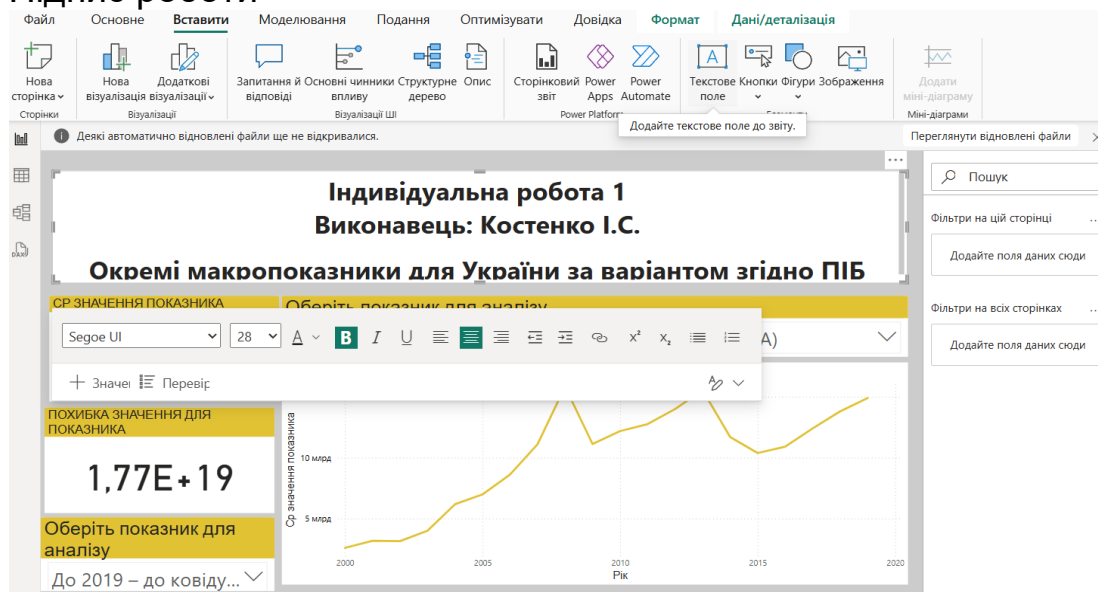 Підпис роботи
Файл Основне Вставити Моделювання Подання Оптимізувати Довідка Формат Дані/деталізація
Нова сторінка
Нова візуалізація
Додаткові візуалізації
Запитання й відповіді
Основні чинники впливу
Структурне дерево
Опис
Сторінковий звіт
Power Apps
Power Automate
Текстове поле
Кнопки
Фігури
Зображення
Додати міні-діаграму
Сторінки
Візуалізації
Візуалізації ШІ
Power Platform
Міні-діаграми
Додайте текстове поле до звіту.
Деякі автоматично відновлені файли ще не відкривалися.
Переглянути відновлені файли
DAX
Індивідуальна робота 1
Виконавець: Костенко І.С.
Окремі макропоказники для України за варіантом згідно ПІБ
Пошук
Фільтри на цій сторінці ...
Додайте поля даних сюди
Фільтри на всіх сторінках ...
Додайте поля даних сюди
СР ЗНАЧЕННЯ ПОКАЗНИКА
Оберіть показник для аналізу
Segoe UI 28 A B I U x² x₂
А)
+ Значе
Перевір
ПОХИБКА ЗНАЧЕННЯ ДЛЯ
ПОКАЗНИКА
1,77E+19
Оберіть показник для
аналізу
До 2019 – до ковіду...
Ср значення показника
10 млрд
5 млрд
2000 2005 2010 2015 2020
Рік